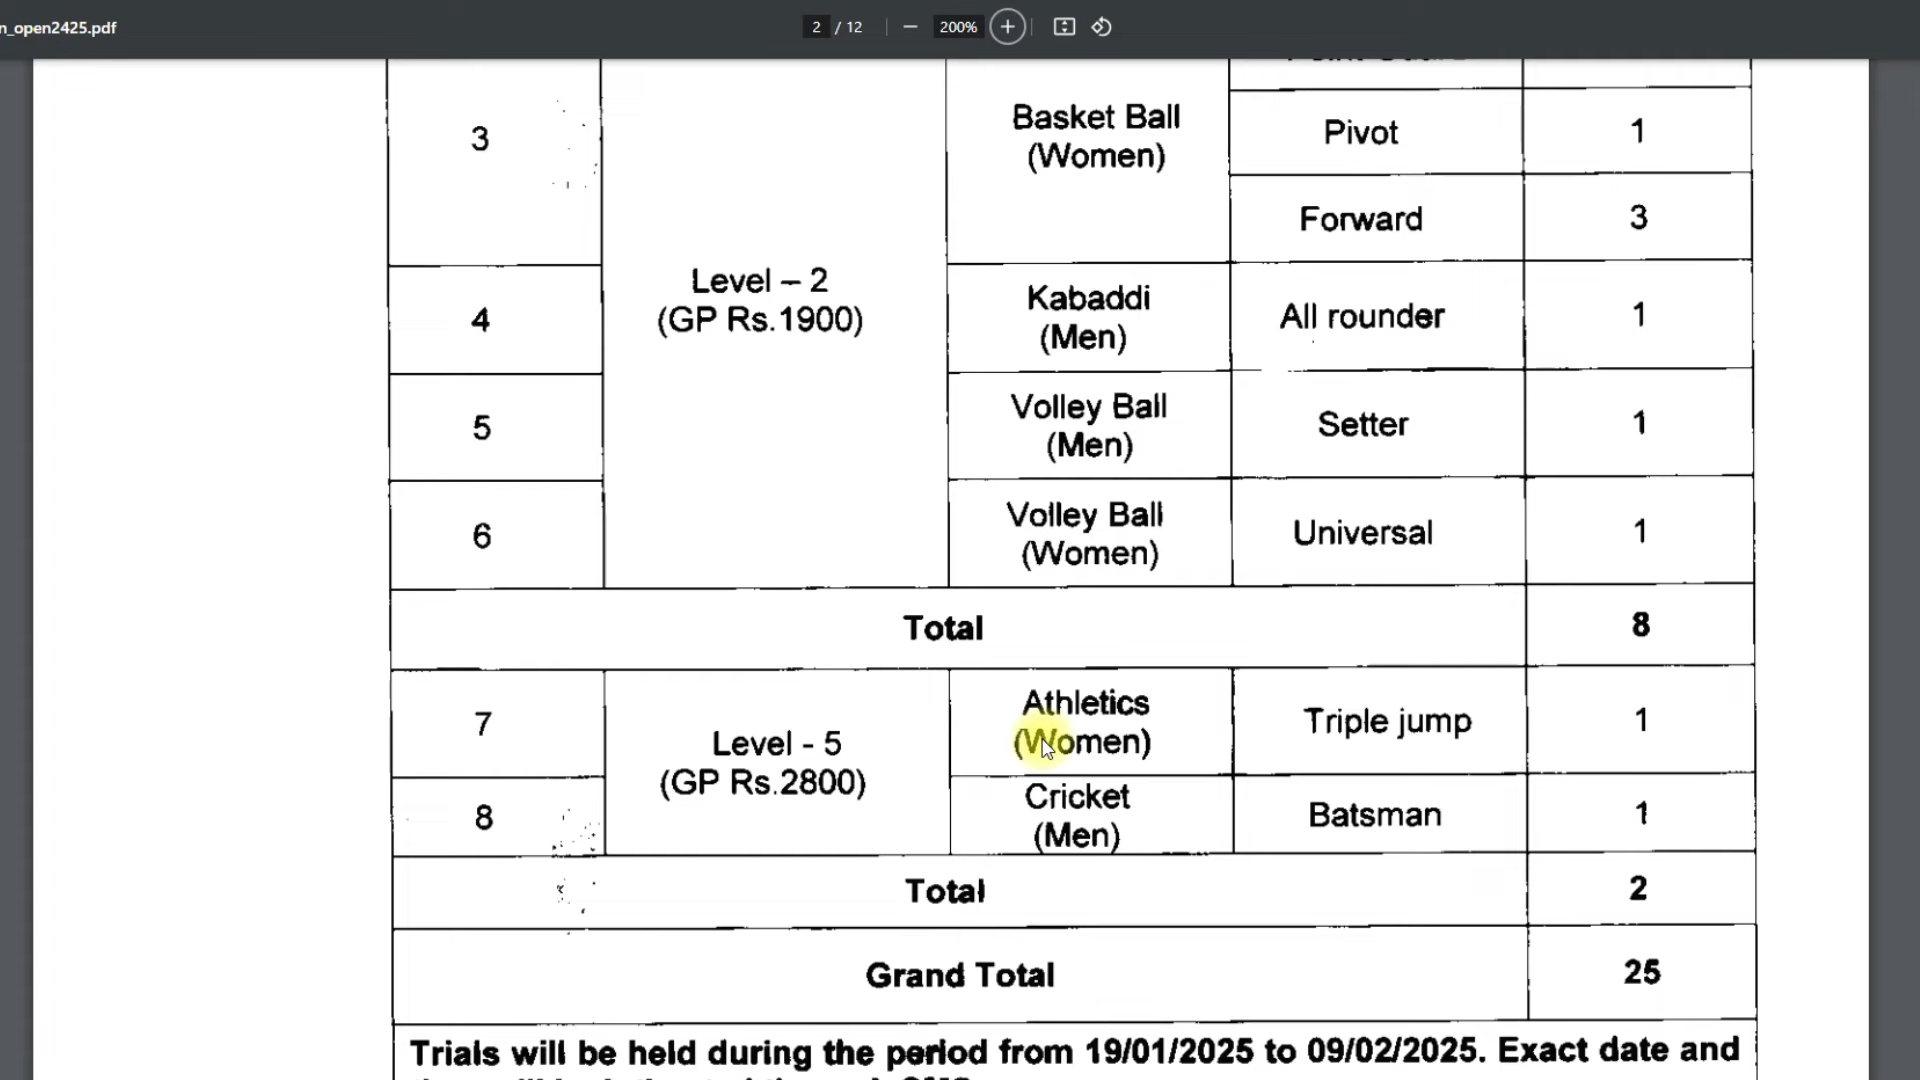 n_open2425.pdf
2 / 12
200%
3
Basket Ball
(Women)
Pivot
1
Forward
3
Level – 2
(GP Rs.1900)
4
Kabaddi
(Men)
All rounder
1
5
Volley Ball
(Men)
Setter
1
6
Volley Ball
(Women)
Universal
1
Total
8
7
Level - 5
(GP Rs.2800)
Athletics
(Women)
Triple jump
1
8
Cricket
(Men)
Batsman
1
Total
2
Grand Total
25
Trials will be held during the period from 19/01/2025 to 09/02/2025. Exact date and